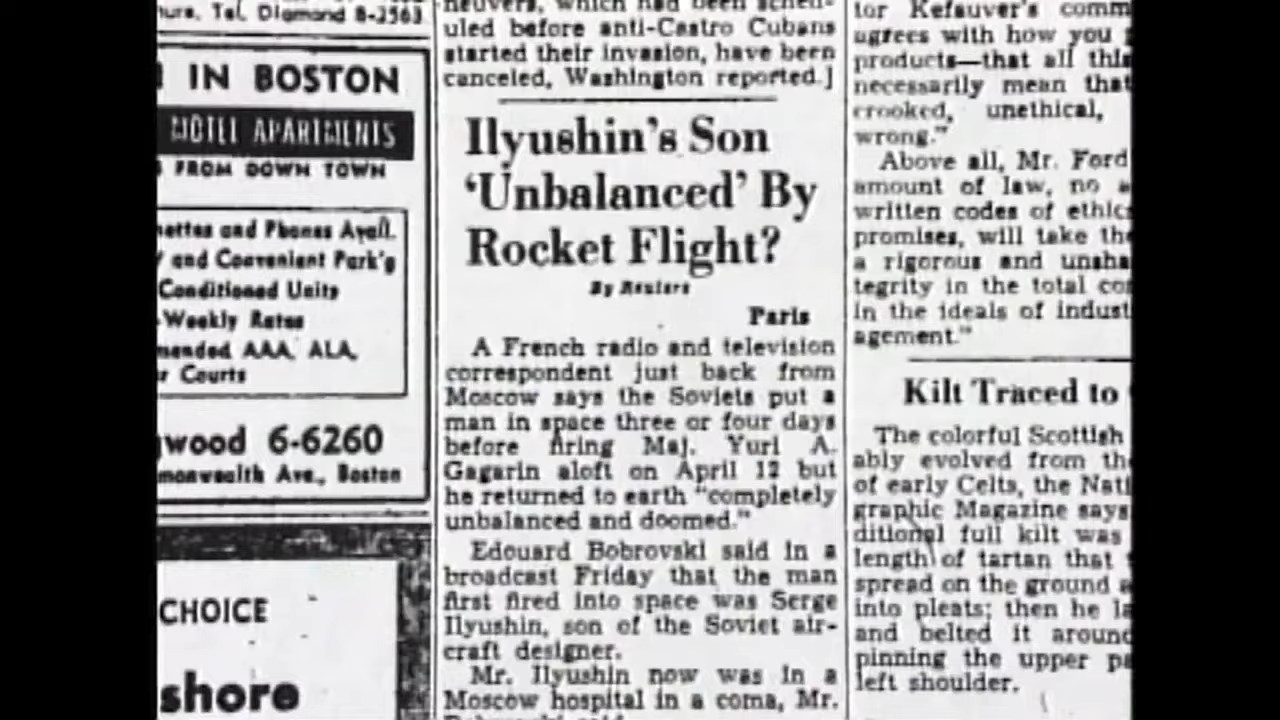 Tel. Diamond 8-2563
IN BOSTON
MOTEL APARTMENTS
FROM DOWN TOWN
and Phones Avail.
and Convenient Park'g
Conditioned Units
Weekly Rates
AAA, ALA,
Courts
6-6260
Ave., Boston
CHOICE
shore
neuvers, which had been sched-
uled before anti-Castro Cubans
started their invasion, have been
canceled, Washington reported.]
Ilyushin's Son
'Unbalanced' By
Rocket Flight?
By Reuters
Paris
A French radio and television
correspondent just back from
Moscow says the Soviets put a
man in space three or four days
before firing Maj. Yuri A.
Gagarin aloft on April 12 but
he returned to earth "completely
unbalanced and doomed."
Edouard Bobrovski said in a
broadcast Friday that the man
first fired into space was Serge
Ilyushin, son of the Soviet air-
craft designer.
Mr. Ilyushin now was in a
Moscow hospital in a coma, Mr.
tor Kefauver's comm
agrees with how you
products—that all this
necessarily mean that
crooked, unethical,
wrong."
Above all, Mr. Ford
amount of law, no
written codes of ethics
promises, will take the
a rigorous and unsha
tegrity in the total co
in the ideals of indust
agement."
Kilt Traced to
The colorful Scottish
ably evolved from th
of early Celts, the Nati
graphic Magazine says
ditional full kilt was
length of tartan that
spread on the ground
into pleats; then he la
and belted it around
pinning the upper pa
left shoulder.